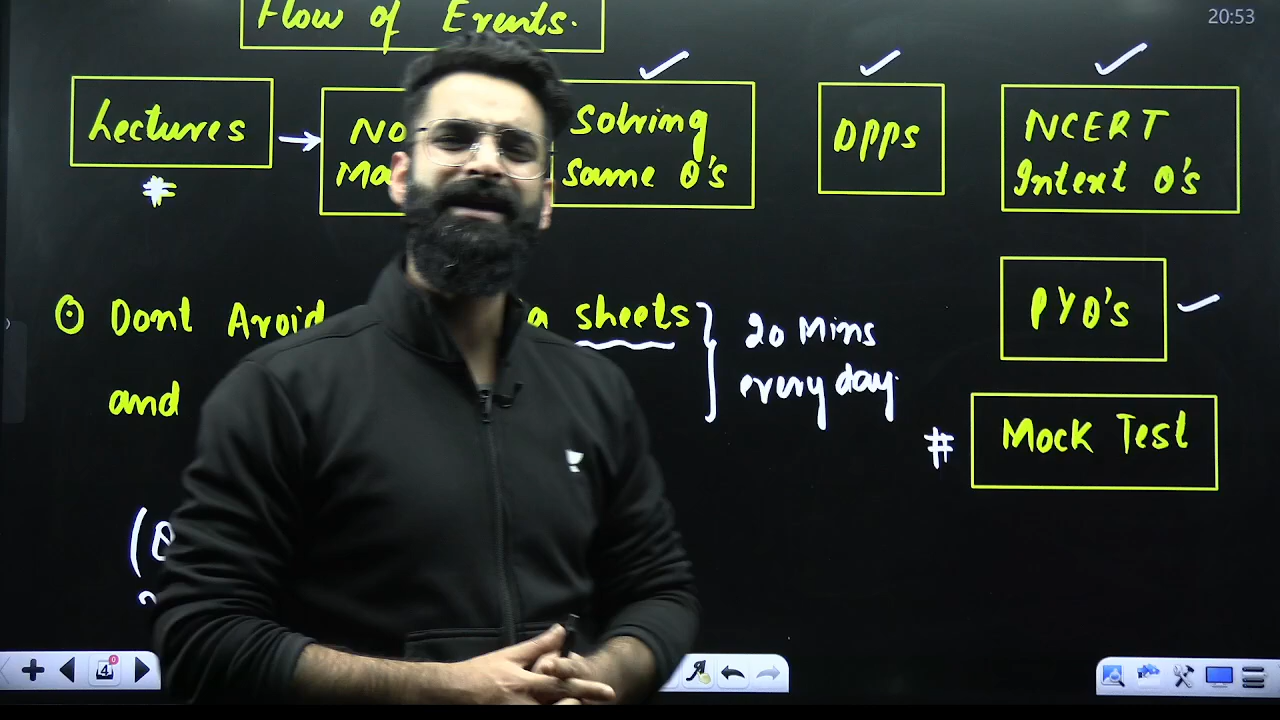 Flow of Events.
20:53
Lectures
Solving
Same Q's
DPPs
NCERT
Intext Q's
Dont Avoid
sheets
20 Mins
every day.
and
PYQ's
# Mock Test
4